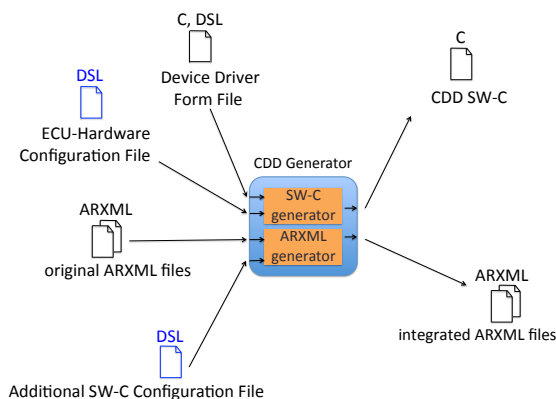 C, DSL
Device Driver
Form File
C
CDD SW-C
DSL
ECU-Hardware
Configuration File
CDD Generator
SW-C
generator
ARXML
generator
ARXML
original ARXML files
ARXML
integrated ARXML files
DSL
Additional SW-C Configuration File